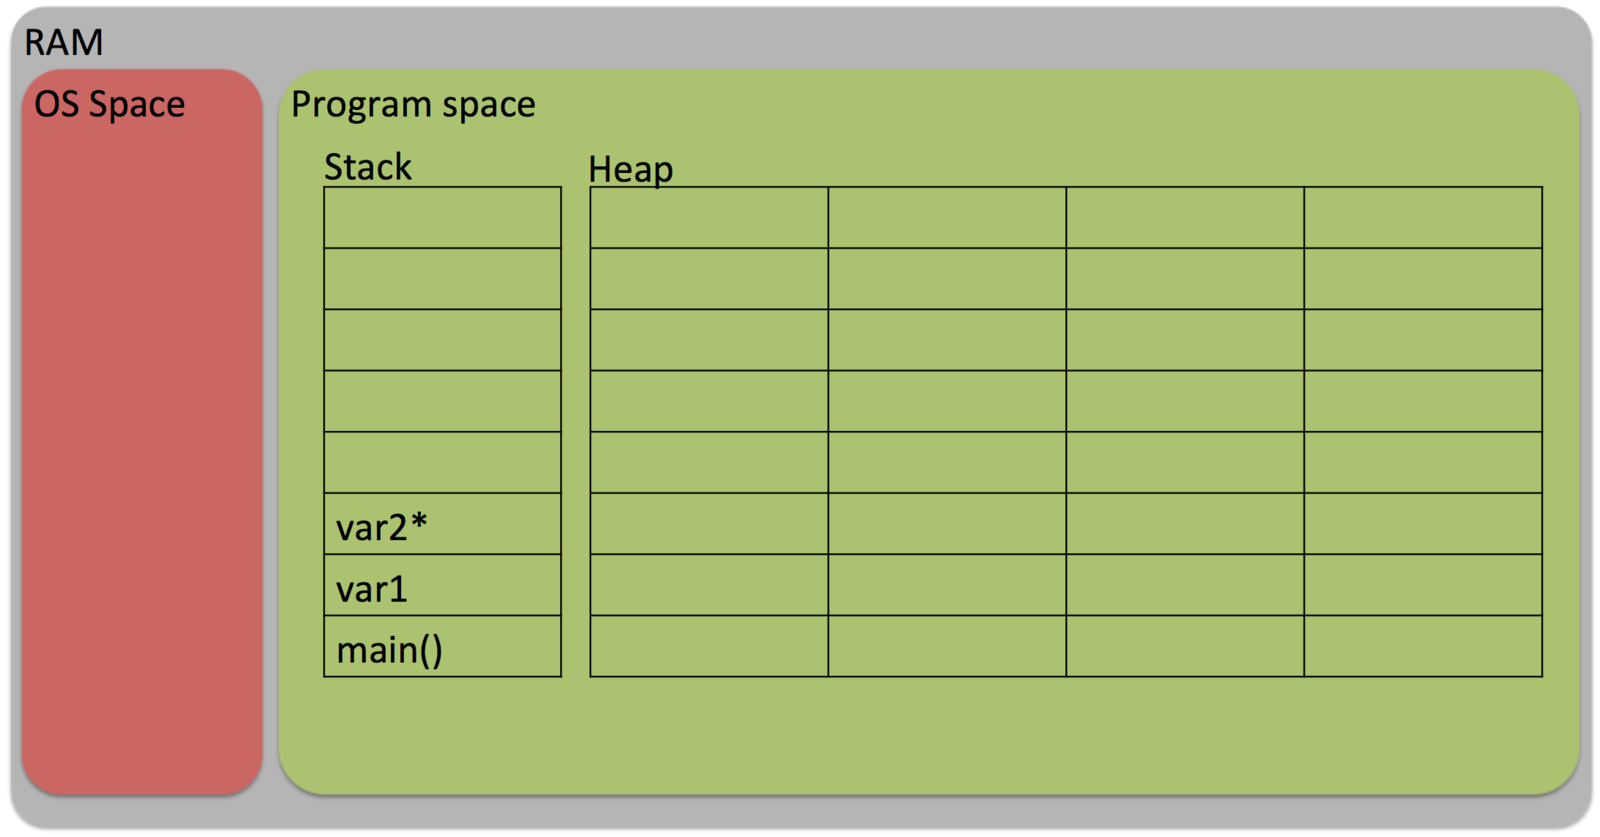 RAM
OS Space
Program space
Stack
Heap
var2*
var1
main()